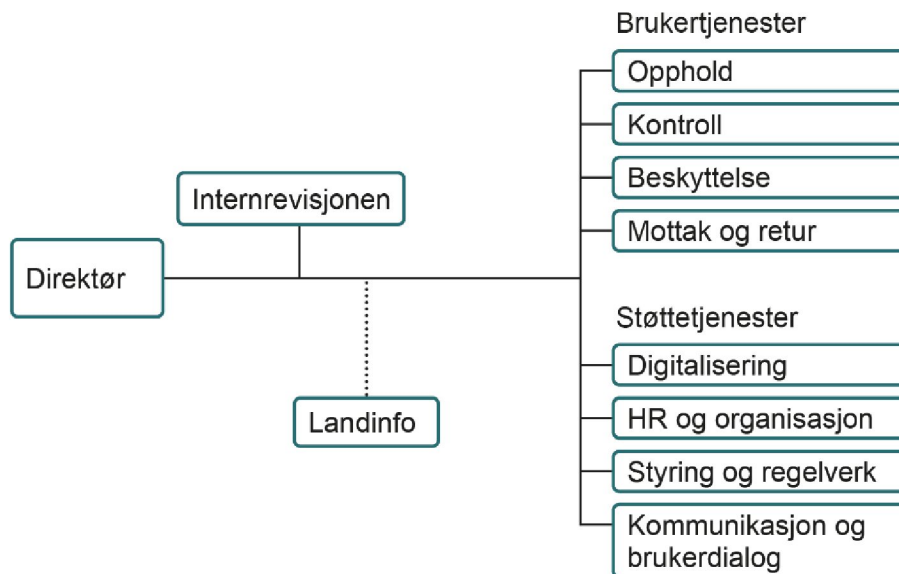 Brukertjenester
Opphold
Kontroll
Beskyttelse
Mottak og retur
Internrevisjonen
Direktør
Landinfo
Støttetjenester
Digitalisering
HR og organisasjon
Styring og regelverk
Kommunikasjon og
brukerdialog